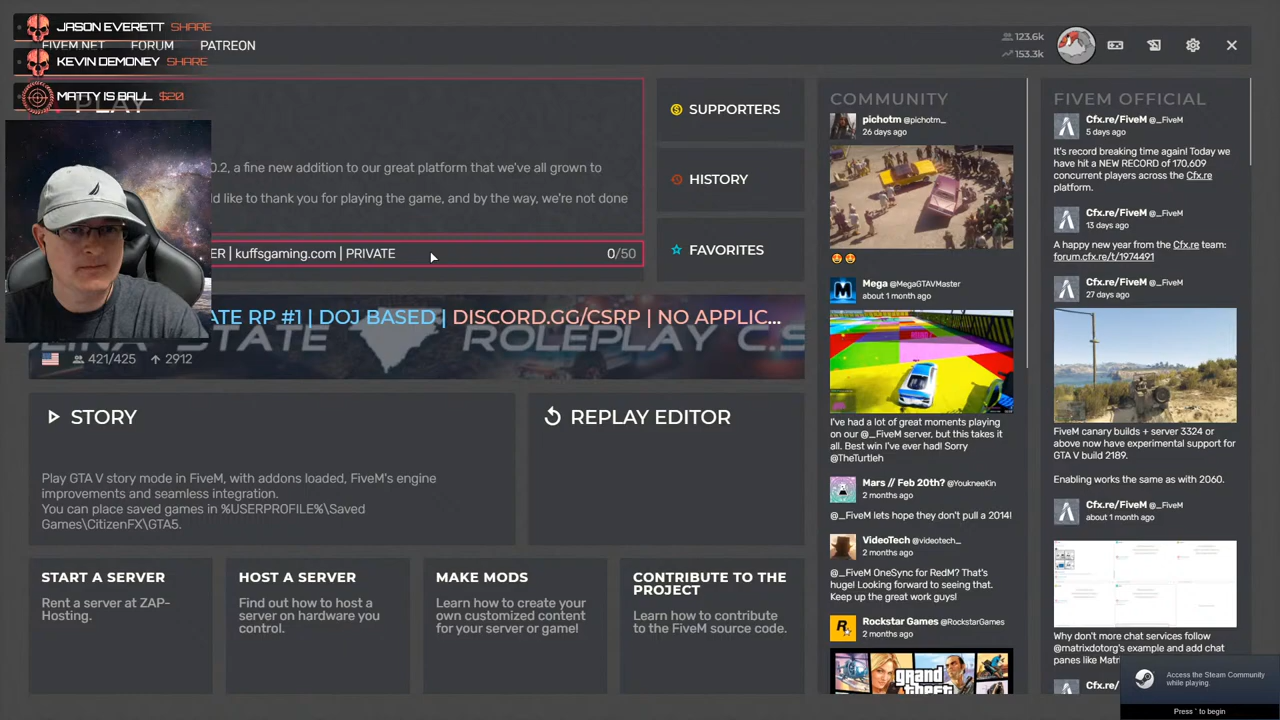 JASON EVERETT SHARE
FIVEM.NET FORUM PATREON
KEVIN DEMONEY SHARE
MATTY IS BALL $20
PLAY
0.2, a fine new addition to our great platform that we've all grown to
like to thank you for playing the game, and by the way, we're not done
| kuffsgaming.com | PRIVATE 0/50
RP #1 | DOJ BASED | DISCORD.GG/CSRP | NO APPLIC...
STATE ROLEPLAY C.S
421/425 2912
STORY
Play GTA V story mode in FiveM, with addons loaded, FiveM's engine
improvements and seamless integration.
You can place saved games in %USERPROFILE%\Saved
Games\CitizenFX\GTA5.
REPLAY EDITOR
START A SERVER
Rent a server at ZAP-
Hosting.
HOST A SERVER
Find out how to host a
server on hardware you
control.
MAKE MODS
Learn how to create your
own customized content
for your server or game!
CONTRIBUTE TO THE
PROJECT
Learn how to contribute
to the FiveM source code.
SUPPORTERS
HISTORY
FAVORITES
123.6k
153.3k
COMMUNITY
pichotm @pichotm_
26 days ago
Mega @MegaGTAVMaster
about 1 month ago
I've had a lot of great moments playing
on our @_FiveM server, but this takes it
all. Best win I've ever had! Sorry
@TheTurtleh
Mars // Feb 20th? @YoukneeKin
2 months ago
@_FiveM lets hope they don't pull a 2014!
VideoTech @videotech_
2 months ago
@_FiveM OneSync for RedM? That's
huge! Looking forward to seeing that.
Keep up the great work guys!
Rockstar Games @RockstarGames
2 months ago
grand
theft
FIVEM OFFICIAL
Cfx.re/FiveM @_FiveM
5 days ago
It's record breaking time again! Today we
have hit a NEW RECORD of 170,609
concurrent players across the Cfx.re
platform.
Cfx.re/FiveM @_FiveM
13 days ago
A happy new year from the Cfx.re team:
forum.cfx.re/t/1974491
Cfx.re/FiveM @_FiveM
27 days ago
FiveM canary builds + server 3324 or
above now have experimental support for
GTA V build 2189.
Enabling works the same as with 2060.
Cfx.re/FiveM @_FiveM
about 1 month ago
Why don't more chat services follow
@matrixdotorg's example and add chat
panes like
Cfx.re/
Access the Steam Community
while playing.
Press ` to begin